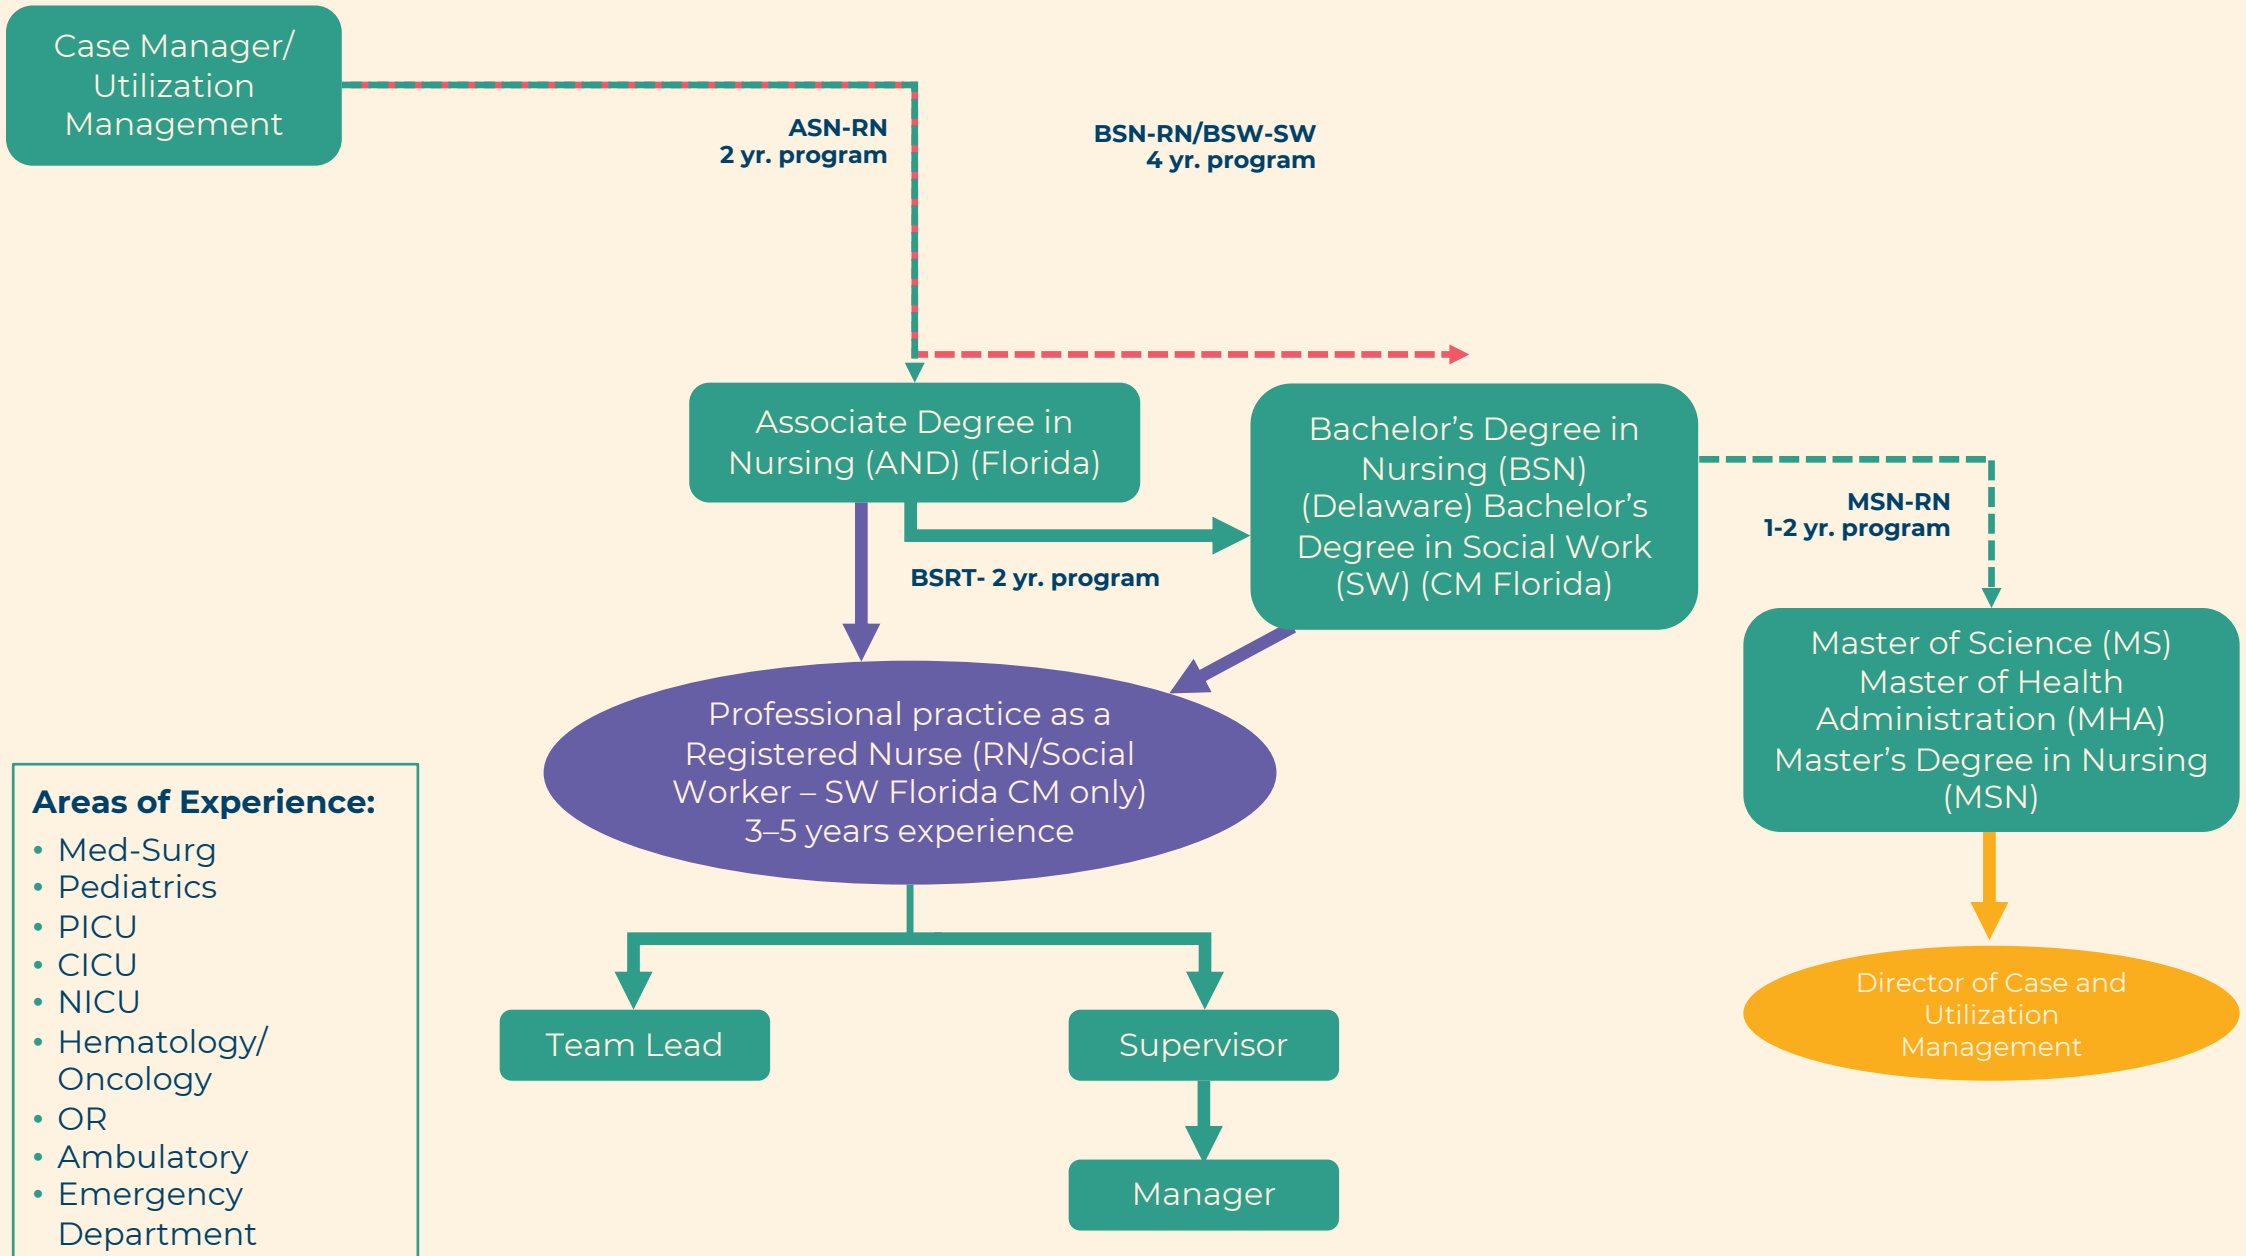 Case Manager/
Utilization
Management
ASN-RN
2 yr. program
BSN-RN/BSW-SW
4 yr. program
Associate Degree in
Nursing (AND) (Florida)
Bachelor’s Degree in
Nursing (BSN)
(Delaware) Bachelor’s
Degree in Social Work
(SW) (CM Florida)
MSN-RN
1-2 yr. program
BSRT- 2 yr. program
Master of Science (MS)
Master of Health
Administration (MHA)
Master’s Degree in Nursing
(MSN)
Professional practice as a
Registered Nurse (RN/Social
Worker – SW Florida CM only)
3–5 years experience
Areas of Experience:
• Med-Surg
• Pediatrics
• PICU
• CICU
• NICU
• Hematology/
Oncology
• OR
• Ambulatory
• Emergency
Department
Team Lead
Supervisor
Manager
Director of Case and
Utilization
Management